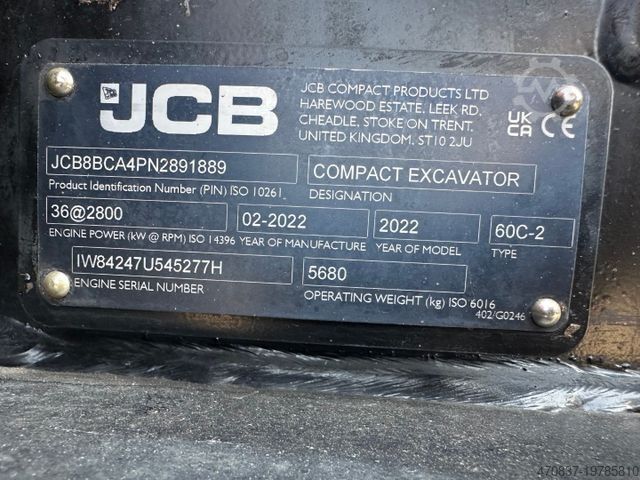 JCB
JCB COMPACT PRODUCTS LTD
HAREWOOD ESTATE, LEEK RD,
CHEADLE, STOKE ON TRENT,
UNITED KINGDOM, ST10 2JU
UK
CA CE
JCB8BCA4PN2891889
Product Identification Number (PIN) ISO 10261
COMPACT EXCAVATOR
DESIGNATION
36@2800
ENGINE POWER (kW @ RPM) ISO 14396
02-2022
YEAR OF MANUFACTURE
2022
YEAR OF MODEL
60C-2
TYPE
IW84247U545277H
ENGINE SERIAL NUMBER
5680
OPERATING WEIGHT (kg) ISO 6016
402/G0246
470837-19785810